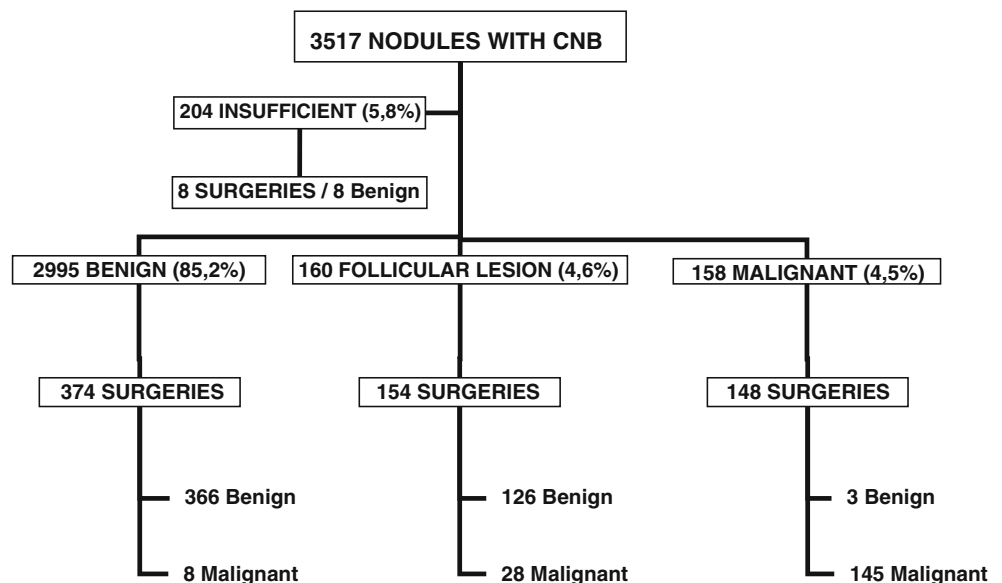 3517 NODULES WITH CNB
204 INSUFFICIENT (5,8%)
8 SURGERIES / 8 Benign
2995 BENIGN (85,2%)
160 FOLLICULAR LESION (4,6%)
158 MALIGNANT (4,5%)
374 SURGERIES
154 SURGERIES
148 SURGERIES
366 Benign
126 Benign
3 Benign
8 Malignant
28 Malignant
145 Malignant